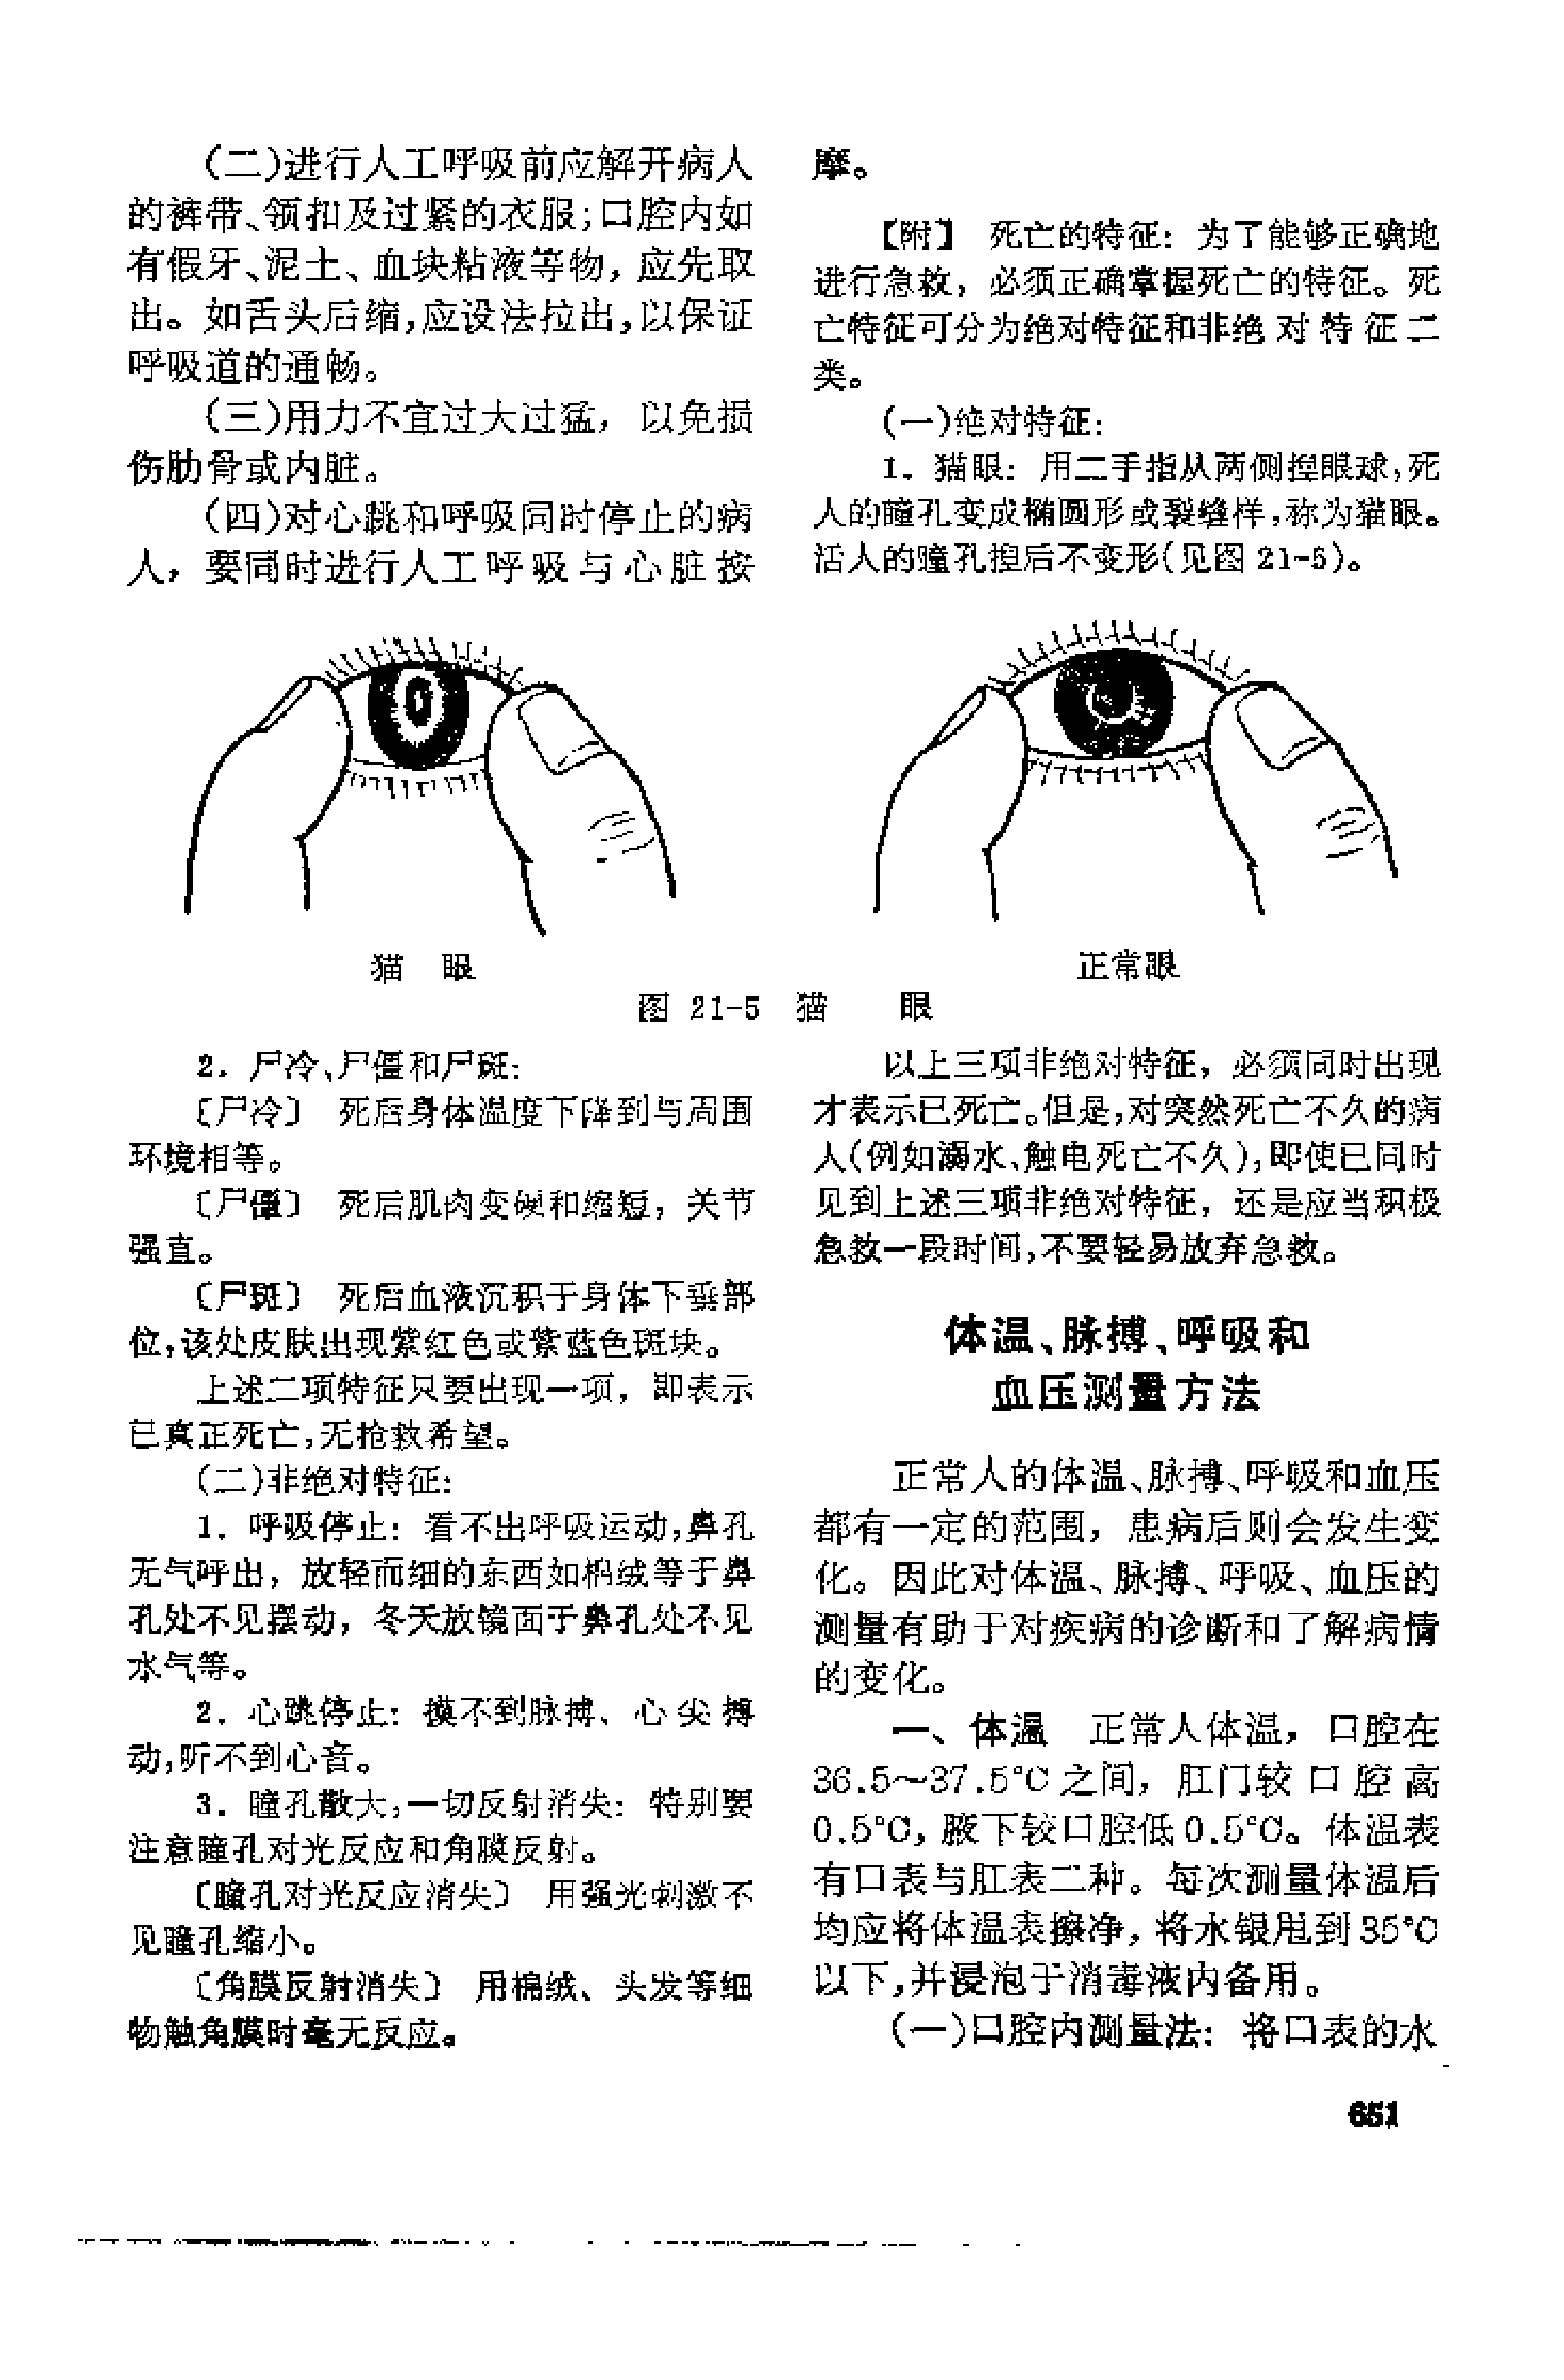 (二)进行人工呼吸前应解开病人
的裤带、领扣及过紧的衣服;口腔内如
有假牙、泥土、血块粘液等物，应先取
出。如舌头后缩,应设法拉出,以保证
呼吸道的通畅。
(三)用力不宜过大过猛，以免损
伤肋骨或内脏。
(四)对心跳和呼吸同时停止的病
人，要同时进行人工呼吸与心脏按
摩。
【附】 死亡的特征：为了能够正确地
进行急救，必须正确掌握死亡的特征。死
亡特征可分为绝对特征和非绝对特征二
类。
(一)绝对特征：
1．猫眼：用二手指从两侧捏眼球,死
人的瞳孔变成椭圆形或裂缝样,称为猫眼。
活人的瞳孔捏后不变形(见图 21-5)。
猫 眼
正常眼
图 21-5 猫 眼
2．尸冷、尸僵和尸斑：
〔尸冷〕 死后身体温度下降到与周围
环境相等。
〔尸僵〕 死后肌肉变硬和缩短，关节
强直。
〔尸斑〕 死后血液沉积于身体下垂部
位,该处皮肤出现紫红色或紫蓝色斑块。
上述二项特征只要出现一项，即表示
已真正死亡,无抢救希望。
(二)非绝对特征：
1．呼吸停止：看不出呼吸运动,鼻孔
无气呼出，放轻而细的东西如棉绒等于鼻
孔处不见摆动，冬天放镜面于鼻孔处不见
水气等。
2．心跳停止：摸不到脉搏、心尖搏
动,听不到心音。
3．瞳孔散大,一切反射消失：特别要
注意瞳孔对光反应和角膜反射。
〔瞳孔对光反应消失〕 用强光刺激不
见瞳孔缩小。
〔角膜反射消失〕 用棉绒、头发等细
物触角膜时毫无反应。
以上三项非绝对特征，必须同时出现
才表示已死亡。但是,对突然死亡不久的病
人(例如溺水、触电死亡不久),即使已同时
见到上述三项非绝对特征，还是应当积极
急救一段时间,不要轻易放弃急救。
体温、脉搏、呼吸和
血压测量方法
正常人的体温、脉搏、呼吸和血压
都有一定的范围，患病后则会发生变
化。因此对体温、脉搏、呼吸、血压的
测量有助于对疾病的诊断和了解病情
的变化。
一、体温 正常人体温，口腔在
36.5～37.5℃之间，肛门较口腔高
0.5℃，腋下较口腔低0.5℃。体温表
有口表与肛表二种。每次测量体温后
均应将体温表擦净，将水银甩到35℃
以下,并浸泡于消毒液内备用。
(一)口腔内测量法：将口表的水
651